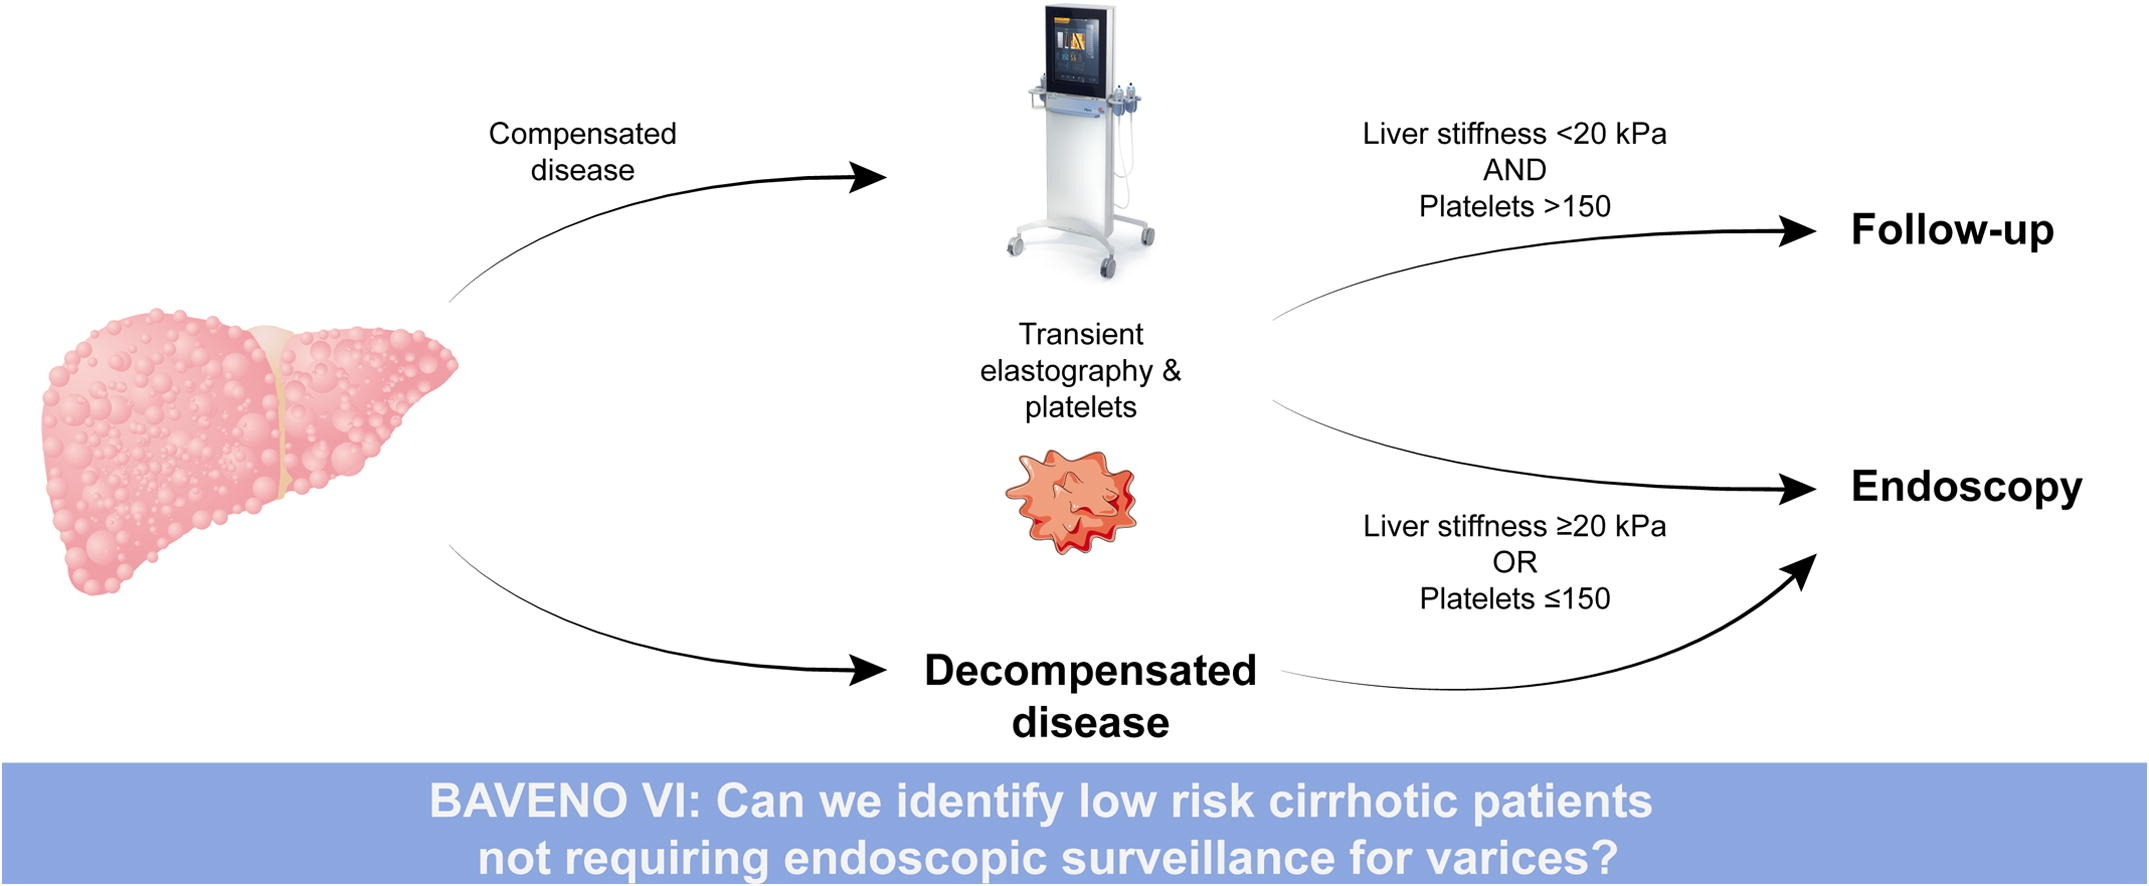 Compensated
disease
Liver stiffness <20 kPa
AND
Platelets >150
Follow-up
Transient
elastography &
platelets
Endoscopy
Liver stiffness ≥20 kPa
OR
Platelets ≤150
Decompensated
disease
BAVENO VI: Can we identify low risk cirrhotic patients
not requiring endoscopic surveillance for varices?